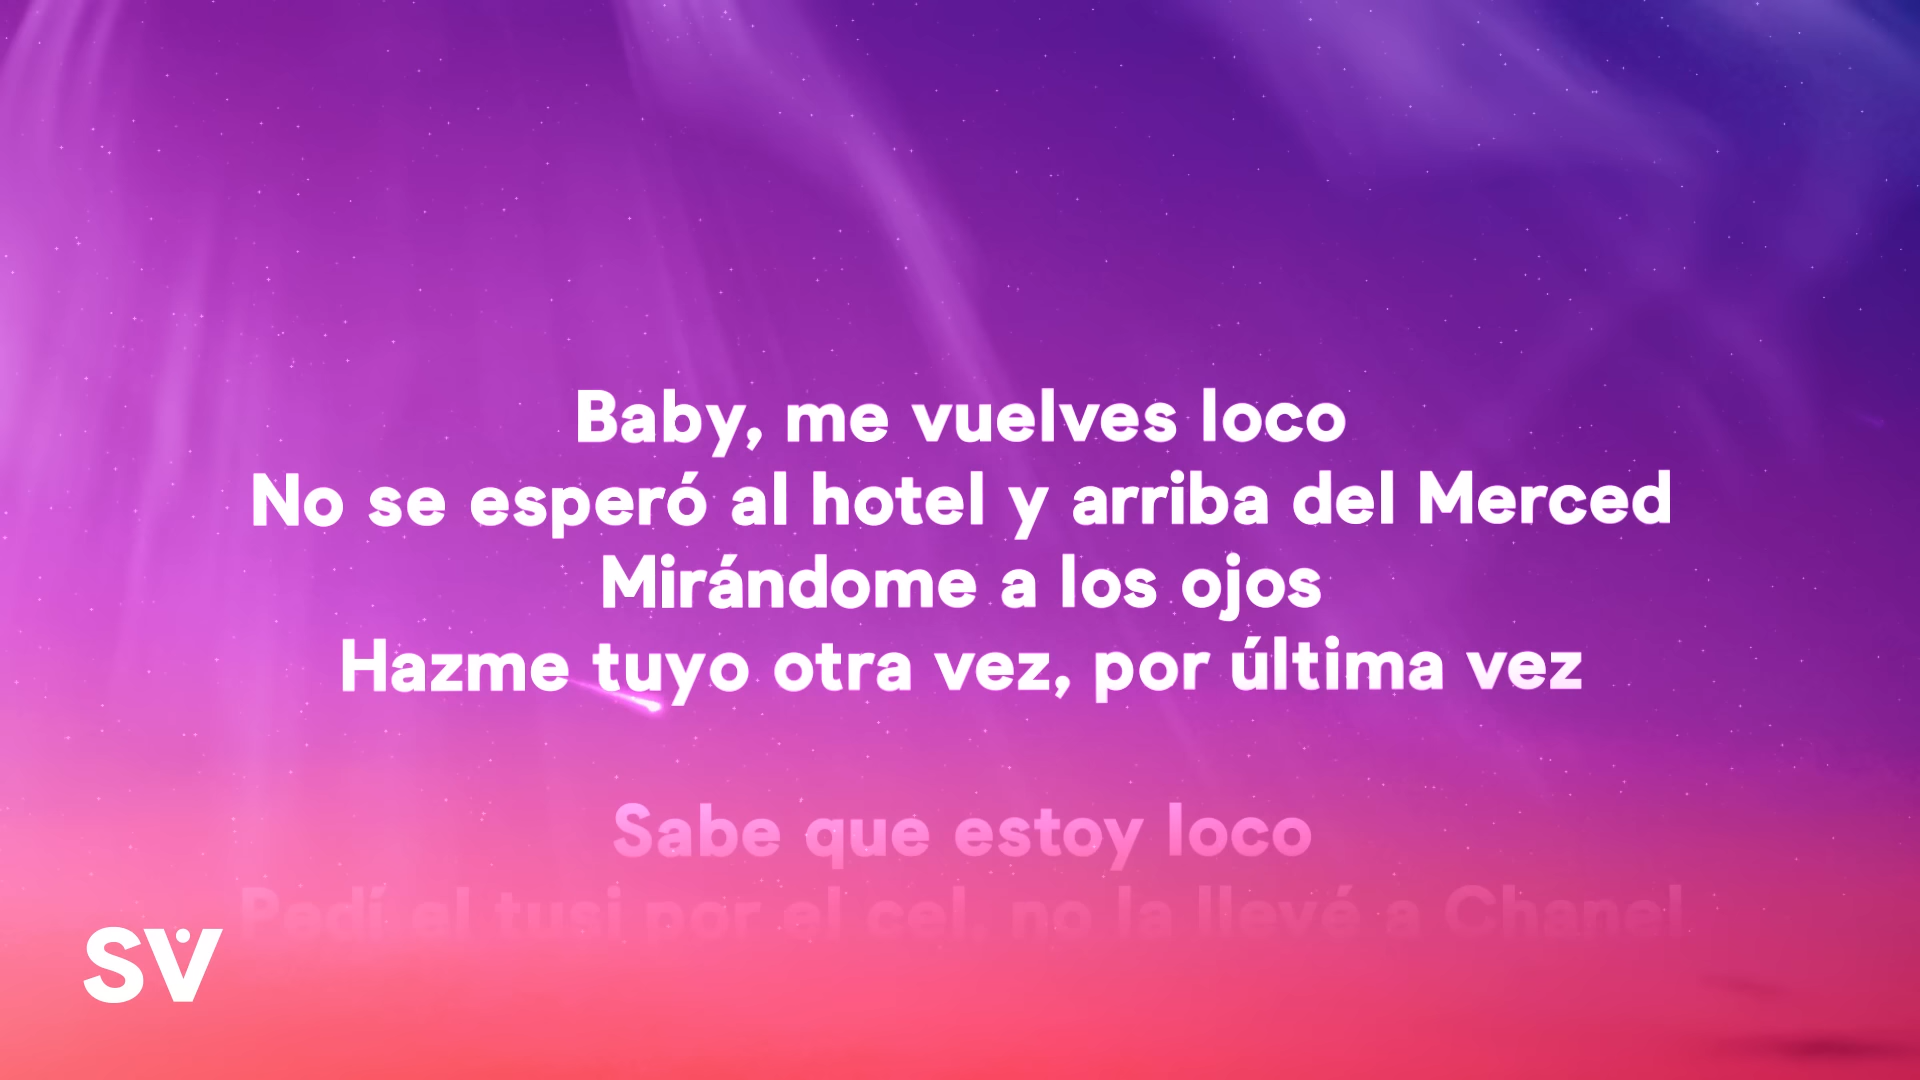 Baby, me vuelves loco
No se esperó al hotel y arriba del Merced
Mirándome a los ojos
Hazme tuyo otra vez, por última vez
Sabe que estoy loco
Pedí el tusi por el cel, no la llevé a Chanel
SV